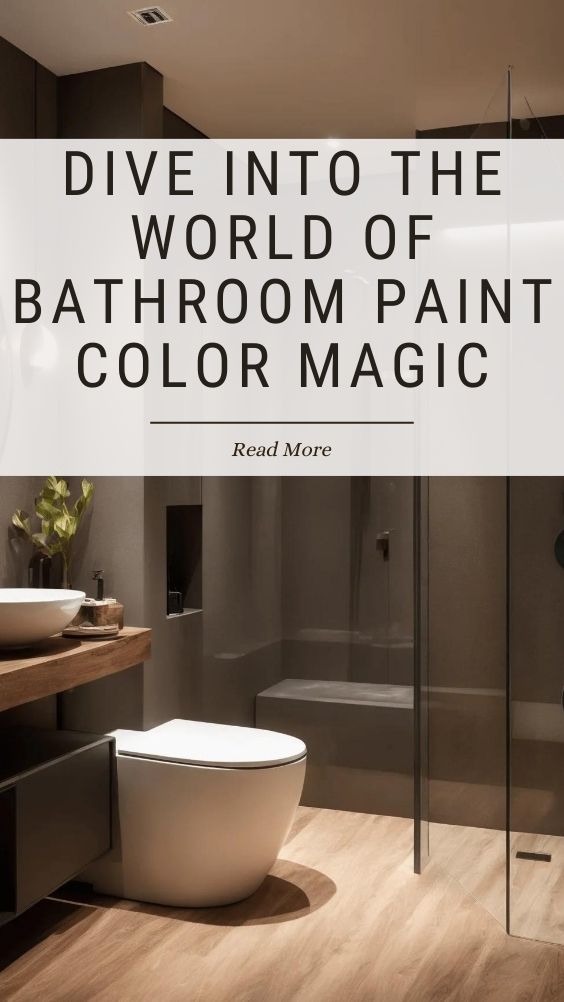 DIVE INTO THE
WORLD OF
BATHROOM PAINT
COLOR MAGIC
Read More